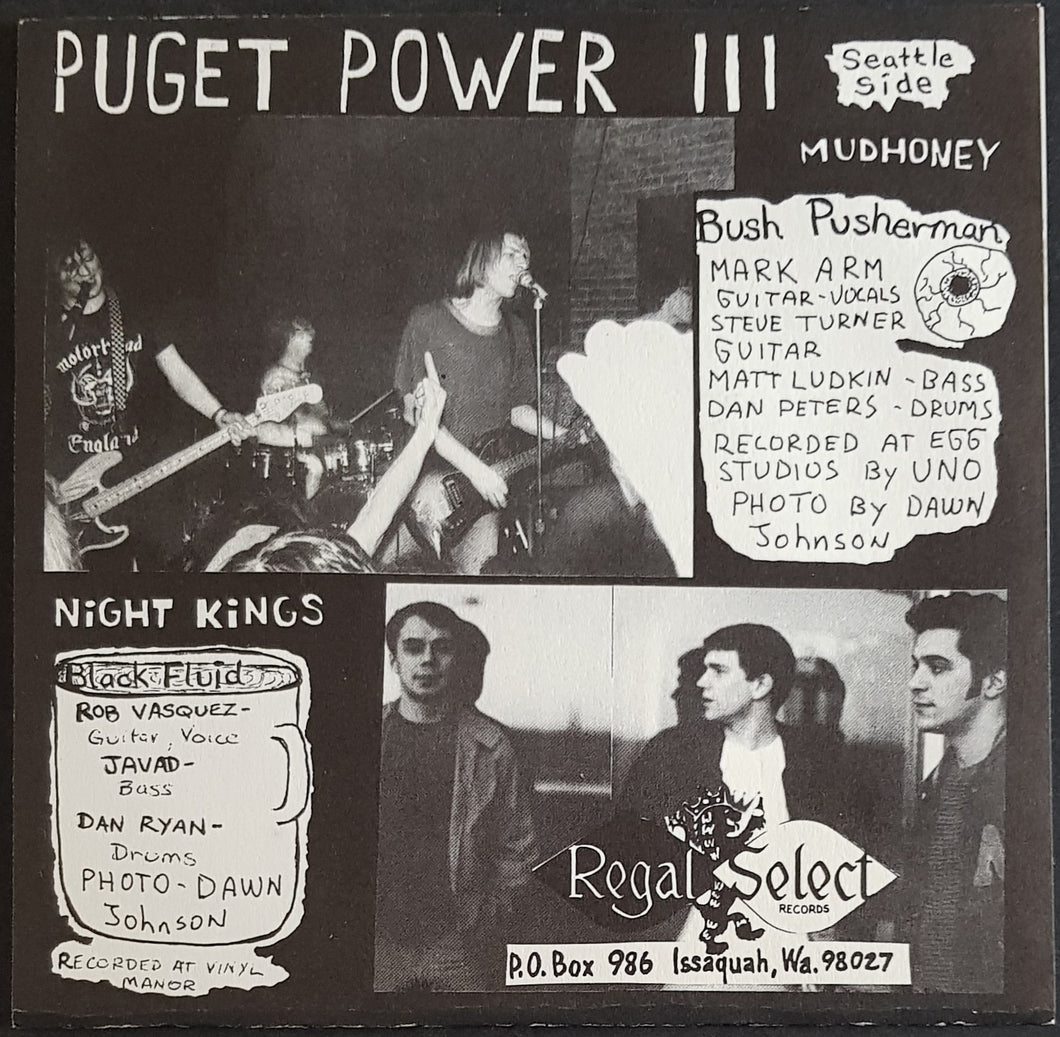 PUGET POWER III
Seattle
Side
MUDHONEY
Bush Pusherman
MARK ARM
GUITAR-VOCALS
STEVE TURNER
GUITAR
MATT LUDKIN - BASS
DAN PETERS - DRUMS
RECORDED AT EGG
STUDIOS By UNO
PHOTO By DAWN
Johnson
motörhead
England
NiGHT KiNGS
Black Fluid
ROB VASQUEZ-
Guitar, Voice
JAVAD-
Bass
DAN RYAN-
Drums
PHOTO-DAWN
Johnson
RECORDED AT VINYL
MANOR
Regal Select
RECORDS
P.O. Box 986 Issaquah, Wa. 98027